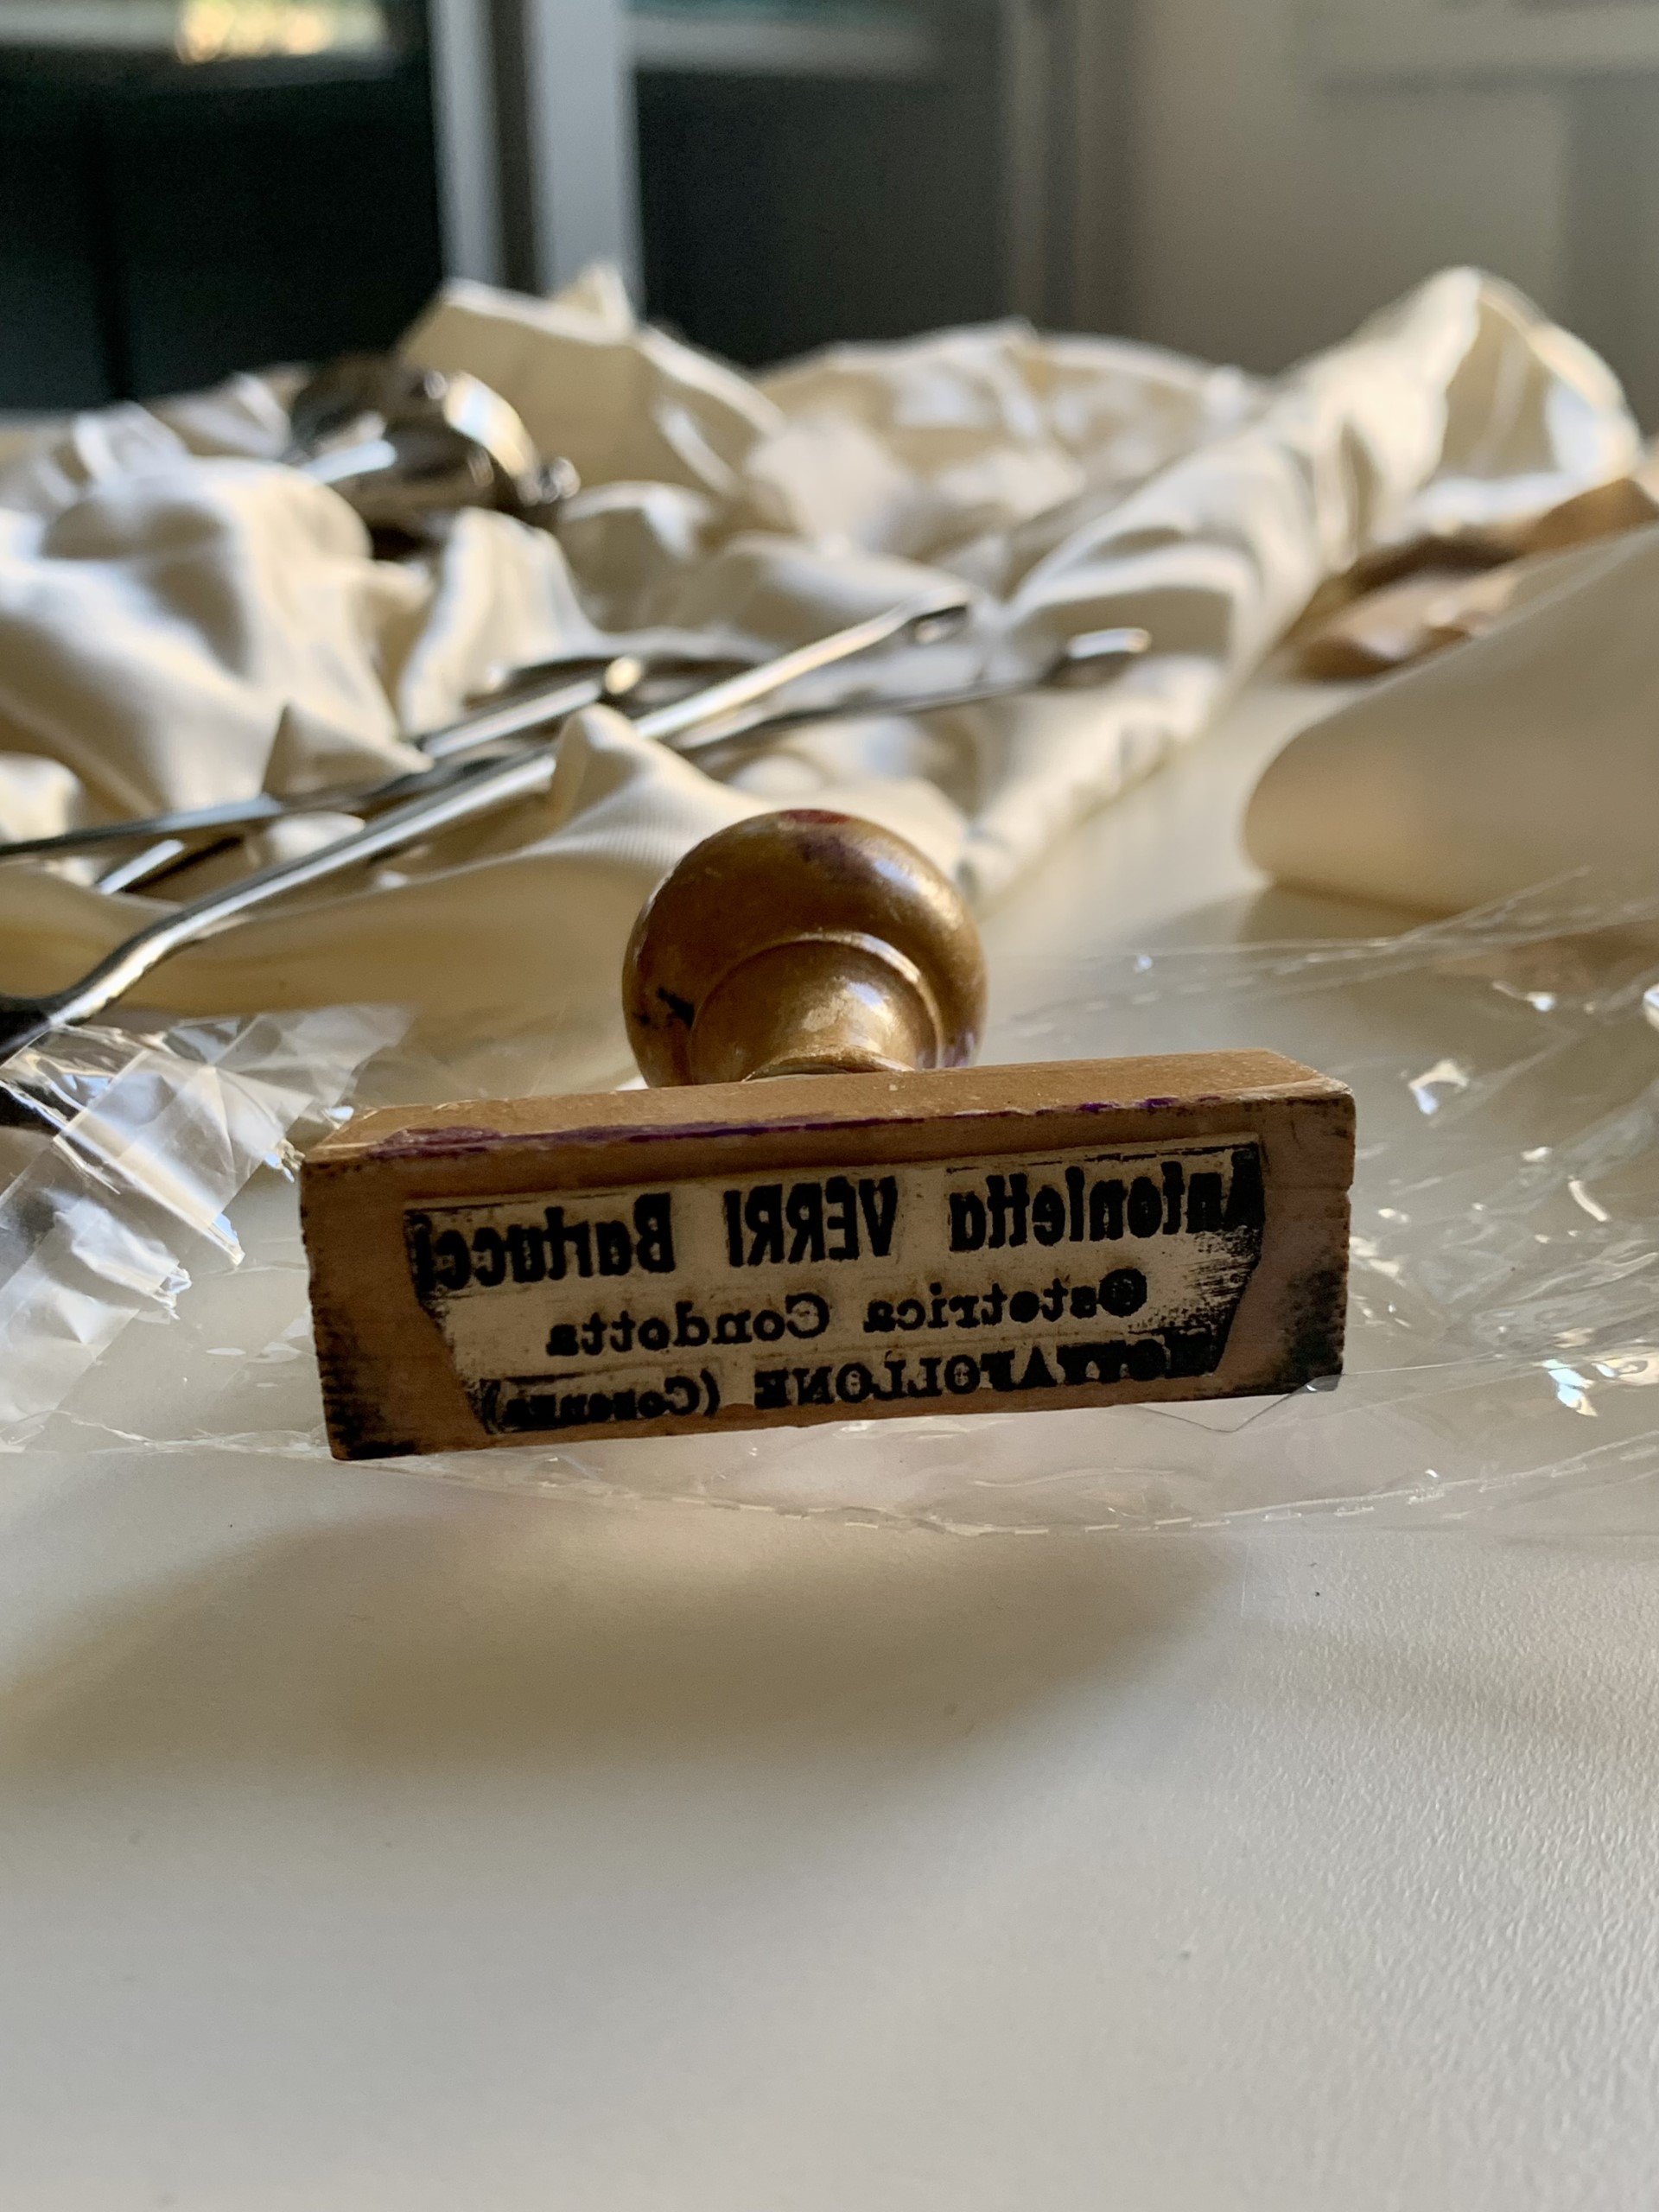 Antonietta VERRI Bartucci
Ostetrica Condotta
MOTTAFOLLONE (Cosenza)